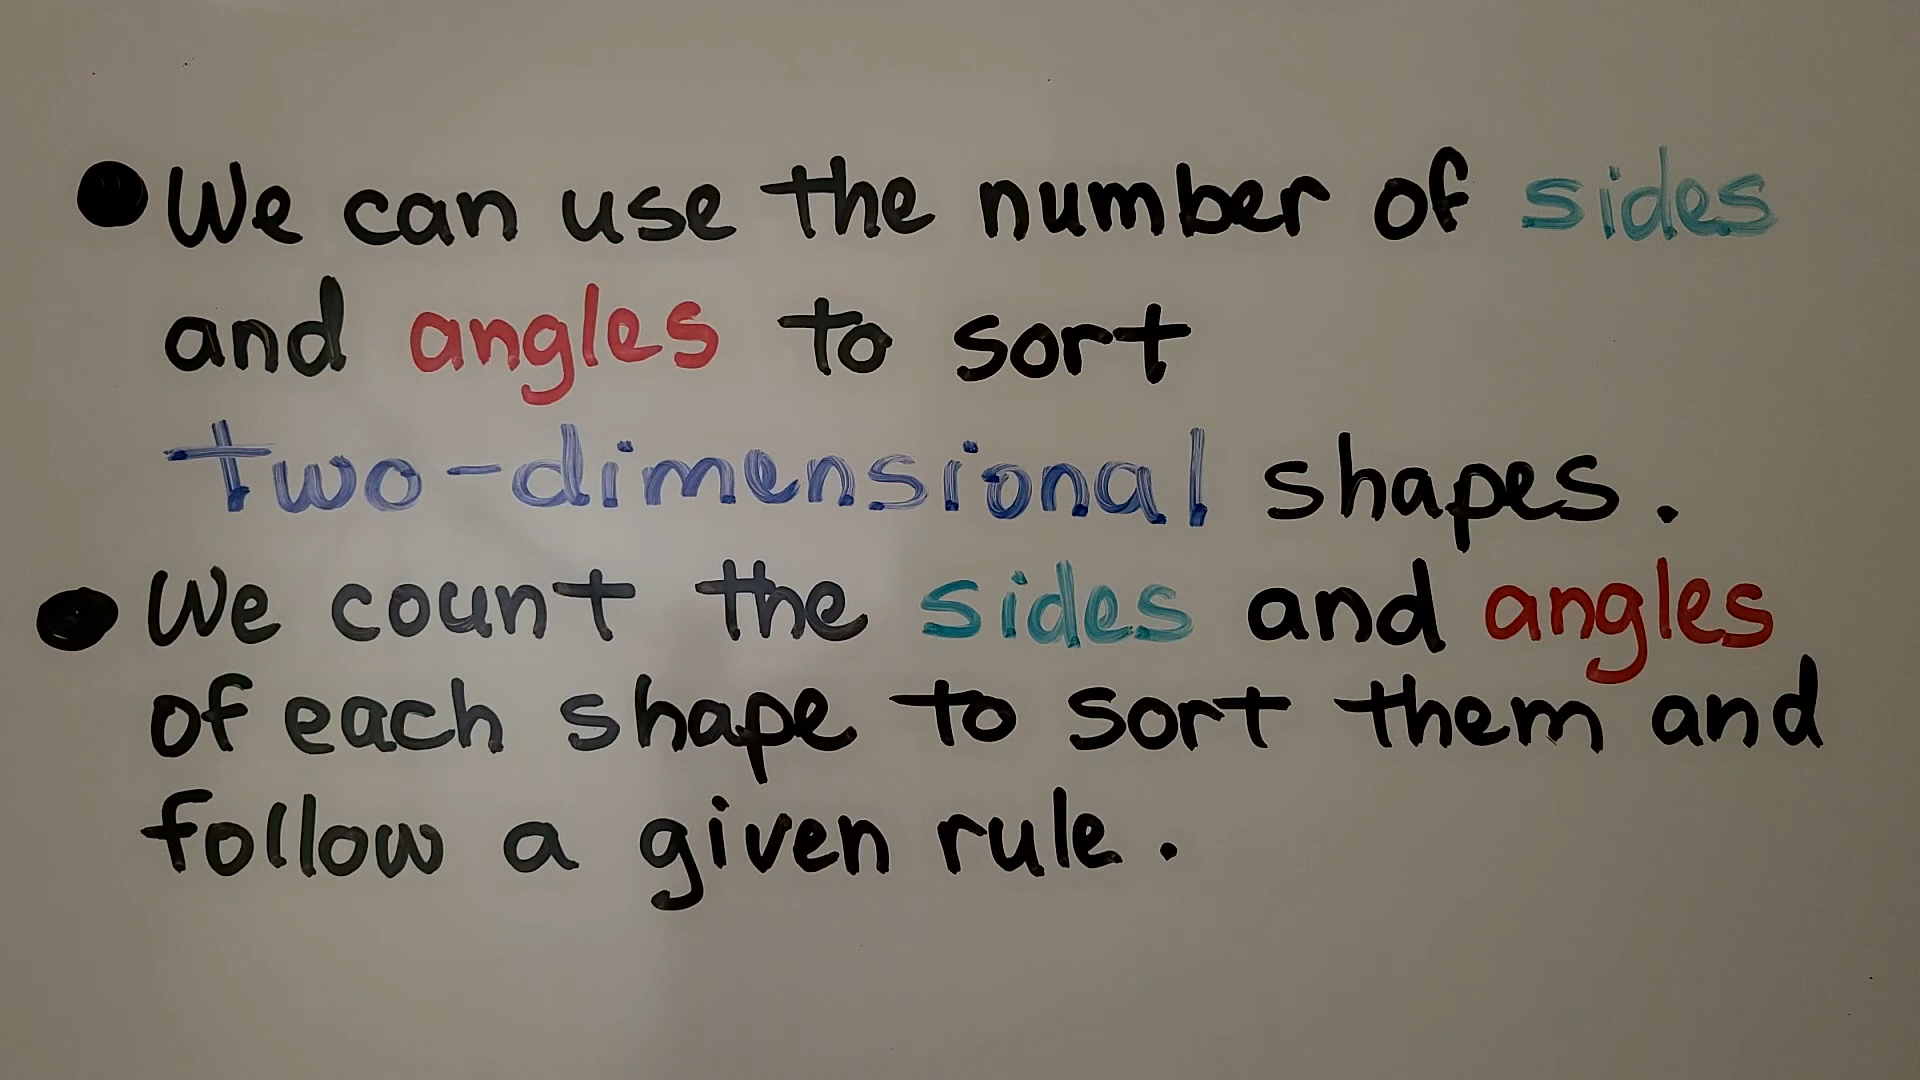 ● We can use the number of sides
and angles to sort
two-dimensional shapes.
● We count the sides and angles
of each shape to sort them and
follow a given rule.